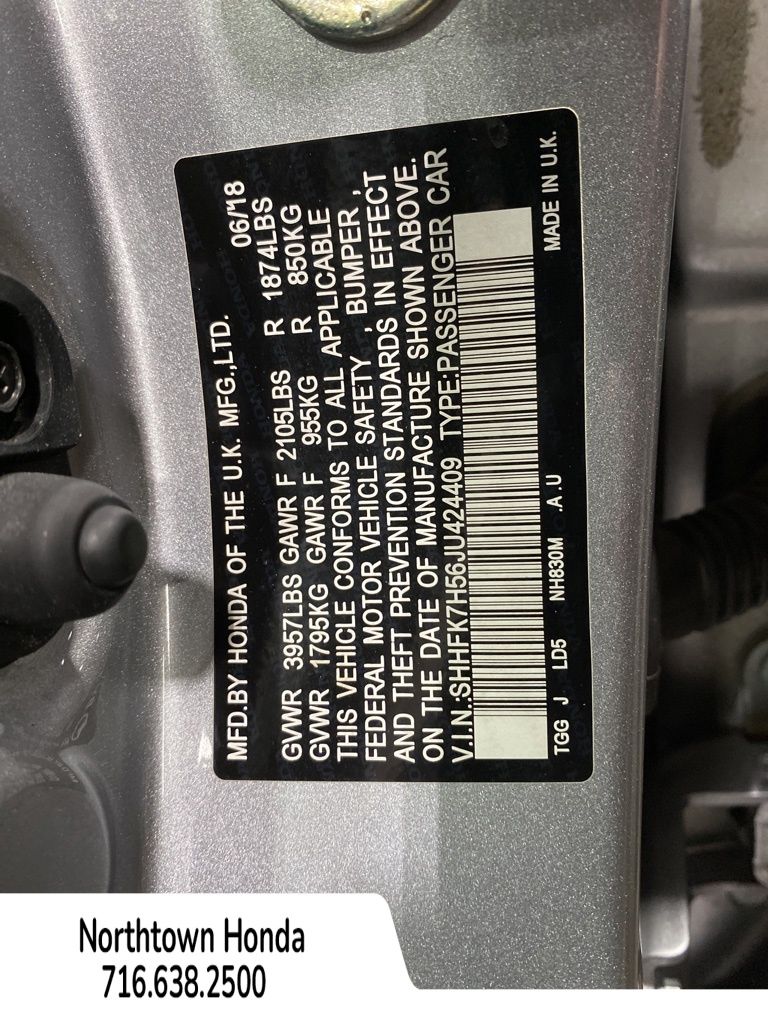 MFD.BY HONDA OF THE U.K. MFG.,LTD. 06/18
GVWR 3957LBS GAWR F 2105LBS R 1874LBS
GVWR 1795KG GAWR F 955KG R 850KG
THIS VEHICLE CONFORMS TO ALL APPLICABLE
FEDERAL MOTOR VEHICLE SAFETY , BUMPER ,
AND THEFT PREVENTION STANDARDS IN EFFECT
ON THE DATE OF MANUFACTURE SHOWN ABOVE.
V.I.N.:SHHFK7H56JU424409 TYPE:PASSENGER CAR
TGG J LD5 NH830M .A.U MADE IN U.K.
Northtown Honda
716.638.2500